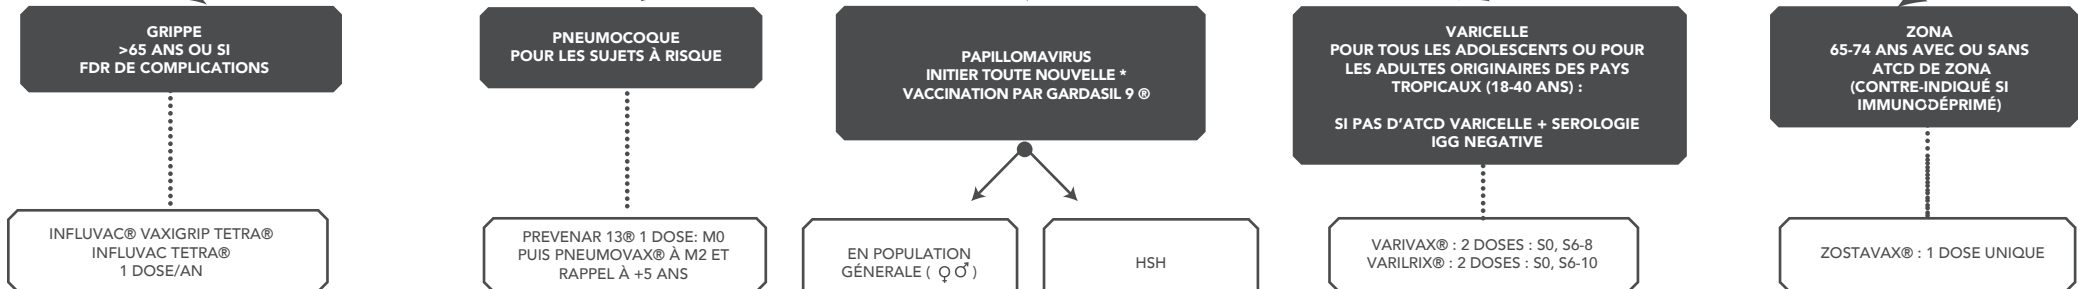 GRIPPE
>65 ANS OU SI
FDR DE COMPLICATIONS
INFLUVAC® VAXIGRIP TETRA®
INFLUVAC TETRA®
1 DOSE/AN
PNEUMOCOQUE
POUR LES SUJETS À RISQUE
PREVENAR 13® 1 DOSE: M0
PUIS PNEUMOVAX® À M2 ET
RAPPEL À +5 ANS
PAPILLOMAVIRUS
INITIER TOUTE NOUVELLE *
VACCINATION PAR GARDASIL 9 ®
EN POPULATION
GÉNERALE ( ♀♂ )
HSH
VARICELLE
POUR TOUS LES ADOLESCENTS OU POUR
LES ADULTES ORIGINAIRES DES PAYS
TROPICAUX (18-40 ANS) :
SI PAS D'ATCD VARICELLE + SEROLOGIE
IGG NEGATIVE
VARIVAX® : 2 DOSES : S0, S6-8
VARILRIX® : 2 DOSES : S0, S6-10
ZONA
65-74 ANS AVEC OU SANS
ATCD DE ZONA
(CONTRE-INDIQUÉ SI
IMMUNODÉPRIMÉ)
ZOSTAVAX® : 1 DOSE UNIQUE